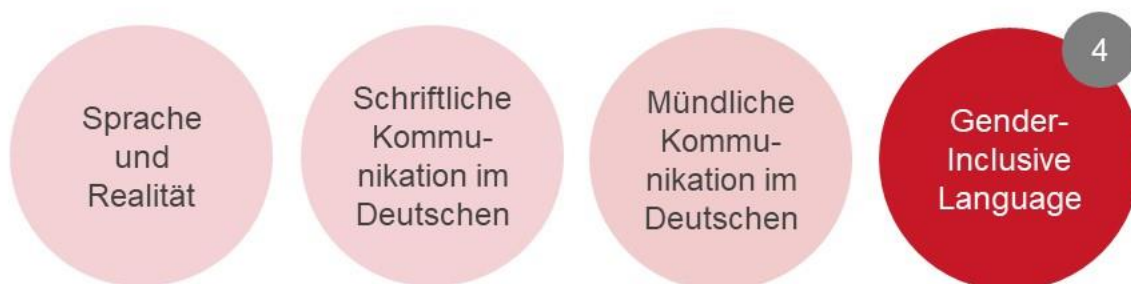 Sprache
und
Realität
Schriftliche
Kommu-
nikation im
Deutschen
Mündliche
Kommu-
nikation im
Deutschen
4
Gender-
Inclusive
Language